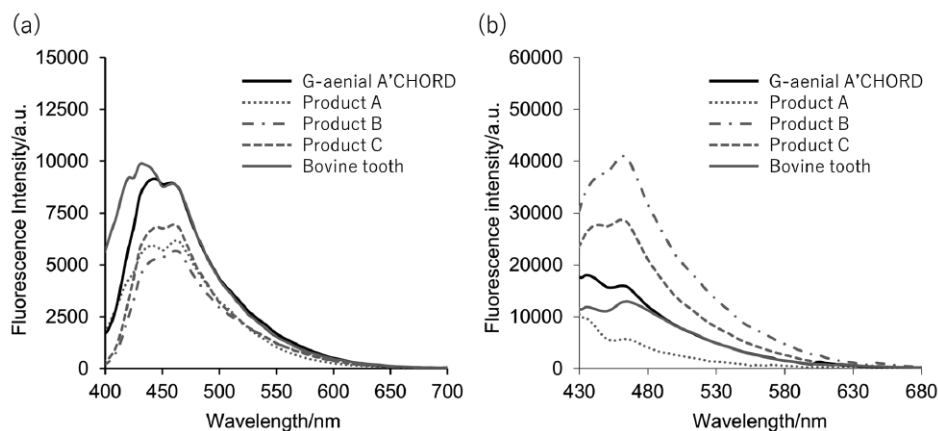 (a)
15000
12500
10000
7500
5000
2500
0
Fluorescence Intensity/a.u.
G-aenial A'CHORD
Product A
Product B
Product C
Bovine tooth
400 450 500 550 600 650 700
Wavelength/nm
(b)
60000
50000
40000
30000
20000
10000
0
Fluorescence intensity/a.u.
G-aenial A'CHORD
Product A
Product B
Product C
Bovine tooth
430 480 530 580 630 680
Wavelength/nm